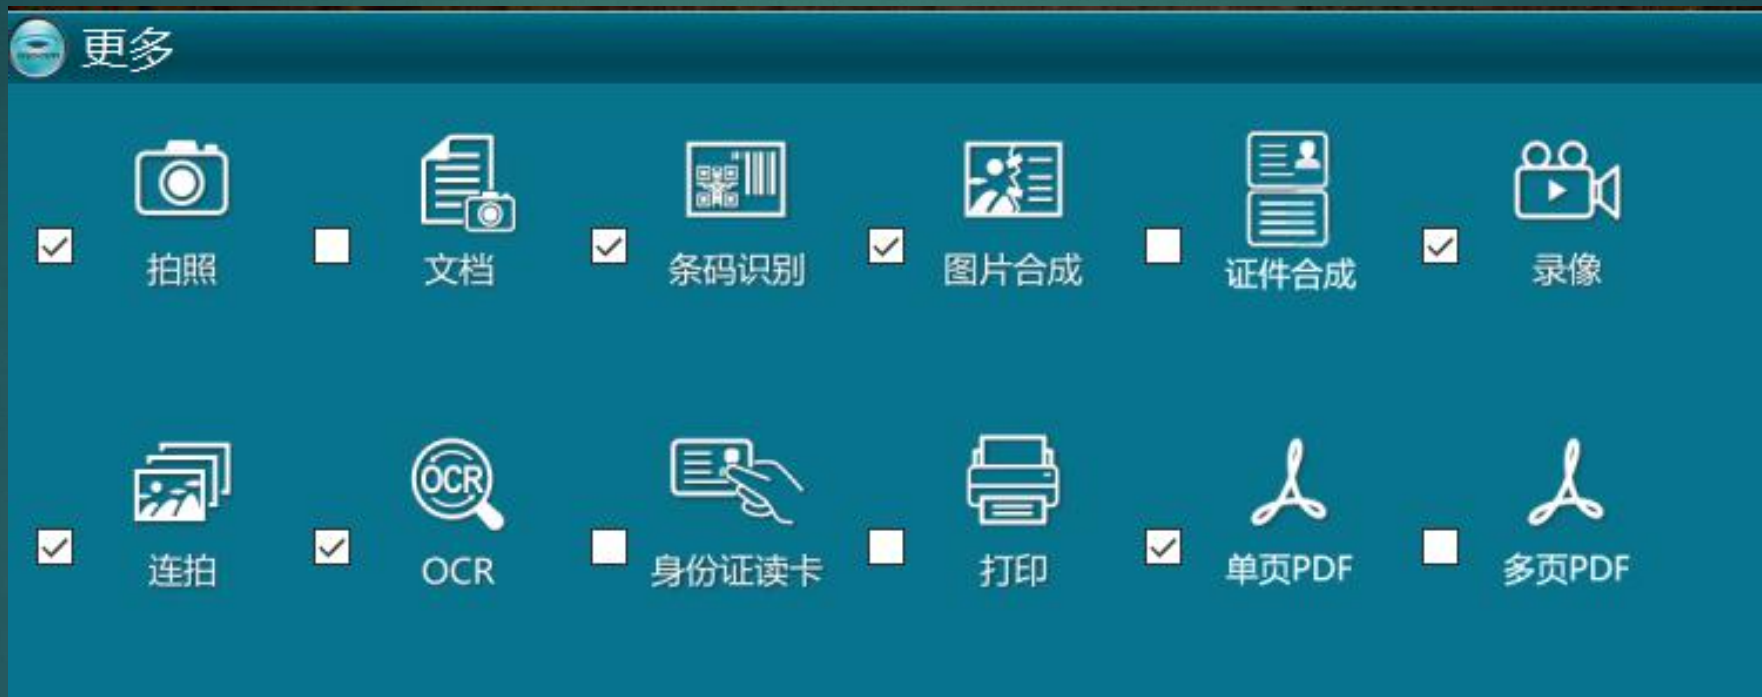 更多
拍照 文档 条码识别 图片合成 证件合成 录像
OCR
连拍 OCR 身份证读卡 打印 单页PDF 多页PDF